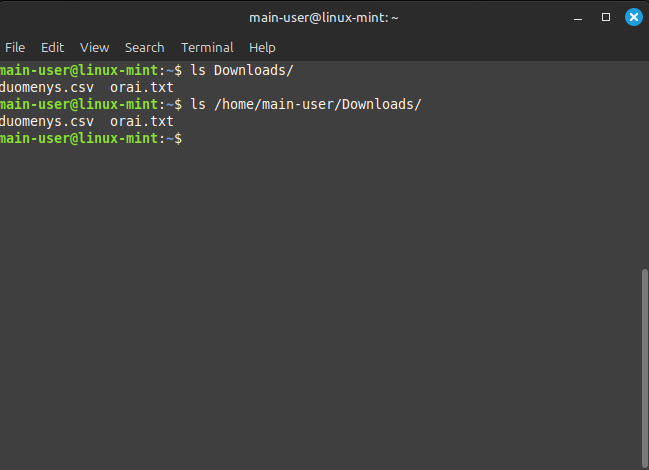 main-user@linux-mint: ~
File Edit View Search Terminal Help
main-user@linux-mint:~$ ls Downloads/
duomenys.csv  orai.txt
main-user@linux-mint:~$ ls /home/main-user/Downloads/
duomenys.csv  orai.txt
main-user@linux-mint:~$